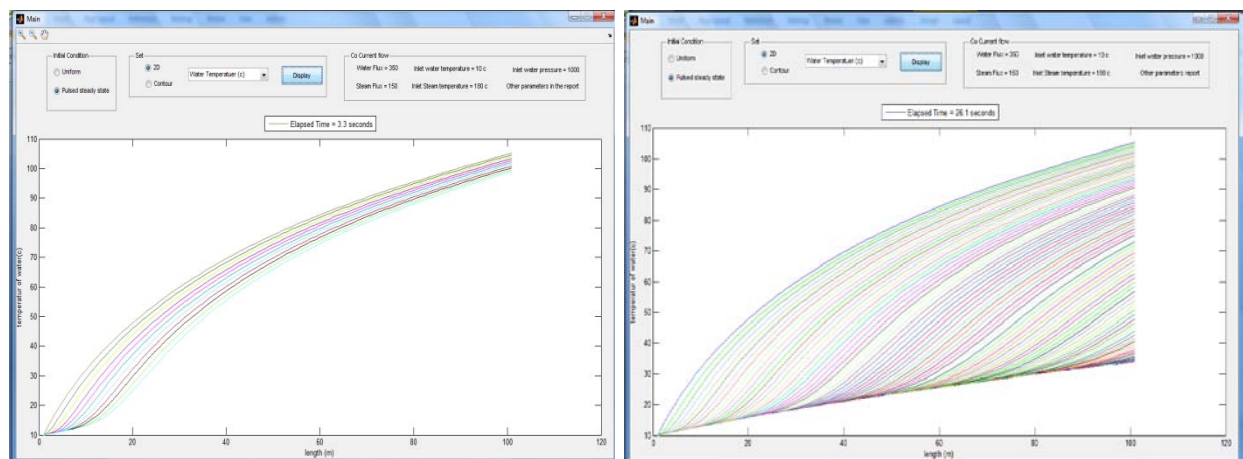 Main
Initial Condition
Uniform
Pulsed steady state
Set
2D
Contour
Water Temperatuer (c)
Display
Co Current flow
Water Flux = 350
Inlet water temperature = 10 c
Inlet water pressure = 1000
Steam Flux = 150
Inlet Steam temperature = 180 c
Other parameters in the report
Elapsed Time = 3.3 seconds
110
100
90
80
70
60
50
40
30
20
10
temperatur of water(c)
0
20
40
60
80
100
120
length (m)
Main
Initial Condition
Uniform
Pulsed steady state
Set
2D
Contour
Water Temperatuer (c)
Display
Co Current flow
Water Flux = 350
Inlet water temperature = 10 c
Inlet water pressure = 1000
Steam Flux = 150
Inlet Steam temperature = 180 c
Other parameters report
Elapsed Time = 26.1 seconds
110
100
90
80
70
60
50
40
30
20
10
temperatur of water(c)
0
20
40
60
80
100
120
length (m)